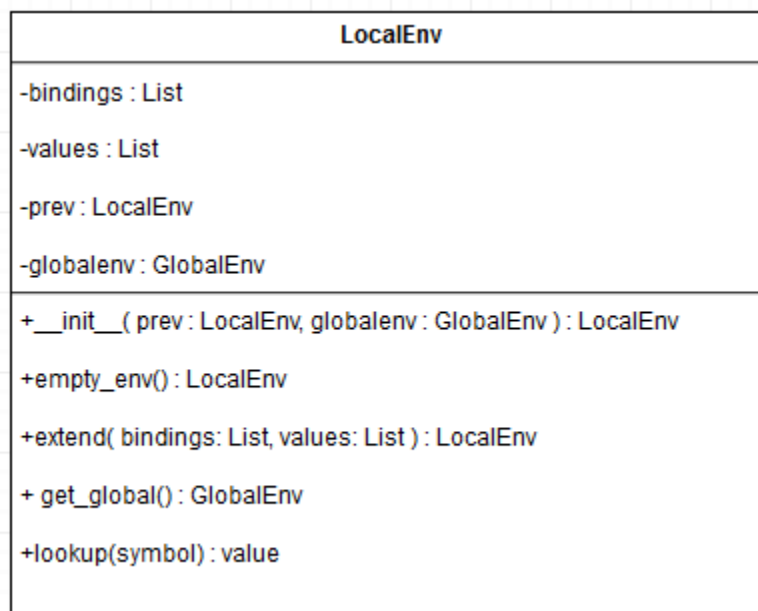 LocalEnv
-bindings : List
-values : List
-prev : LocalEnv
-globalenv : GlobalEnv
+__init__( prev : LocalEnv, globalenv : GlobalEnv ) : LocalEnv
+empty_env() : LocalEnv
+extend( bindings: List, values: List ) : LocalEnv
+ get_global() : GlobalEnv
+lookup(symbol) : value